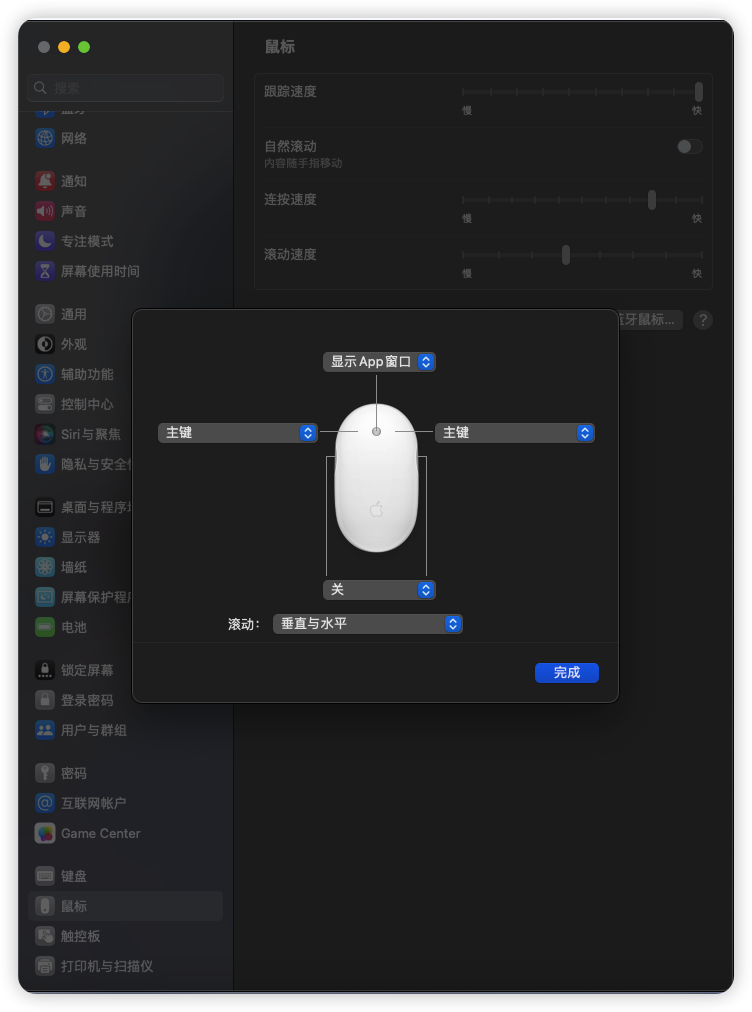 搜索
网络
通知
声音
专注模式
屏幕使用时间
通用
外观
辅助功能
控制中心
Siri与聚焦
隐私与安全
桌面与程序
显示器
墙纸
屏幕保护程
电池
锁定屏幕
登录密码
用户与群组
密码
互联网帐户
Game Center
键盘
鼠标
触控板
打印机与扫描仪
鼠标
跟踪速度
慢
快
自然滚动
内容随手指移动
连按速度
慢
快
滚动速度
慢
快
牙鼠标...
?
显示App窗口
主键
主键
关
滚动:
垂直与水平
完成